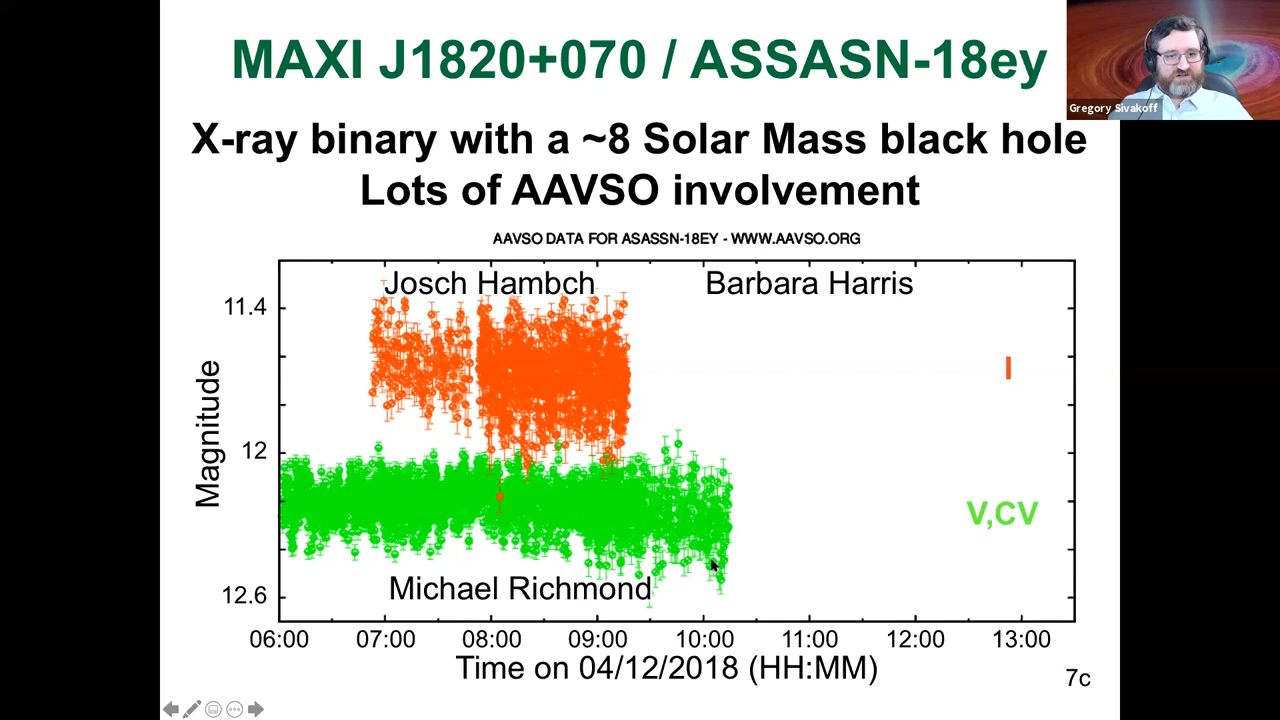 MAXI J1820+070 / ASSASN-18ey
Gregory Sivakoff
X-ray binary with a ~8 Solar Mass black hole
Lots of AAVSO involvement
AAVSO DATA FOR ASASSN-18EY - WWW.AAVSO.ORG
Josch Hambch
Barbara Harris
11.4
I
Magnitude
12
V,CV
Michael Richmond
12.6
06:00 07:00 08:00 09:00 10:00 11:00 12:00 13:00
Time on 04/12/2018 (HH:MM)
7c